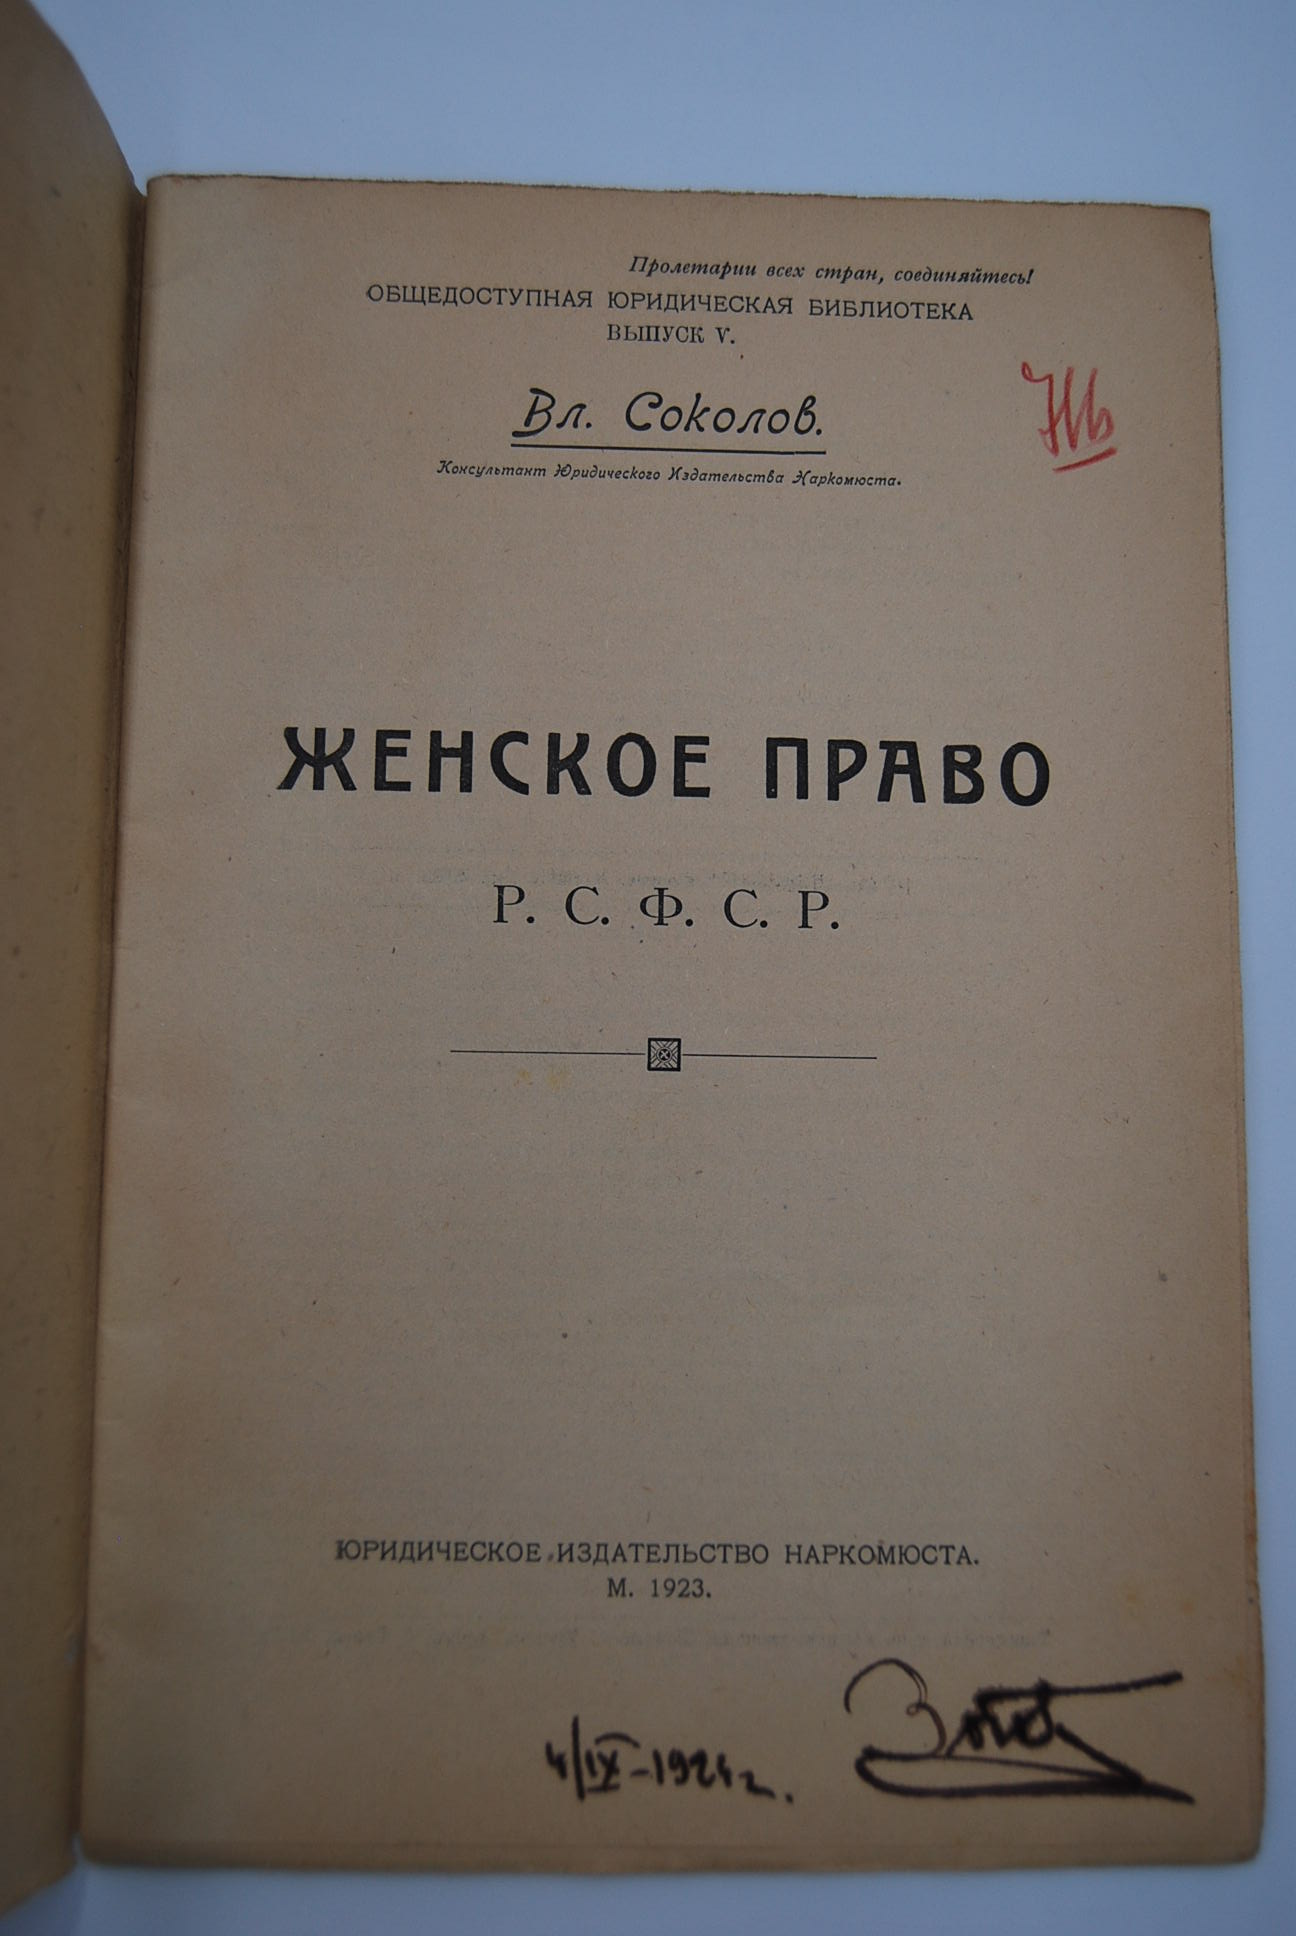 Пролетарии всех стран, соединяйтесь!
ОБЩЕДОСТУПНАЯ ЮРИДИЧЕСКАЯ БИБЛИОТЕКА
ВЫПУСК V.
Вл. Соколов.
Консультант Юридического Издательства Наркомюста.
ЖЕНСКОЕ ПРАВО
Р. С. Ф. С. Р.
ЮРИДИЧЕСКОЕ ИЗДАТЕЛЬСТВО НАРКОМЮСТА.
М. 1923.
4/IX-1924 г.